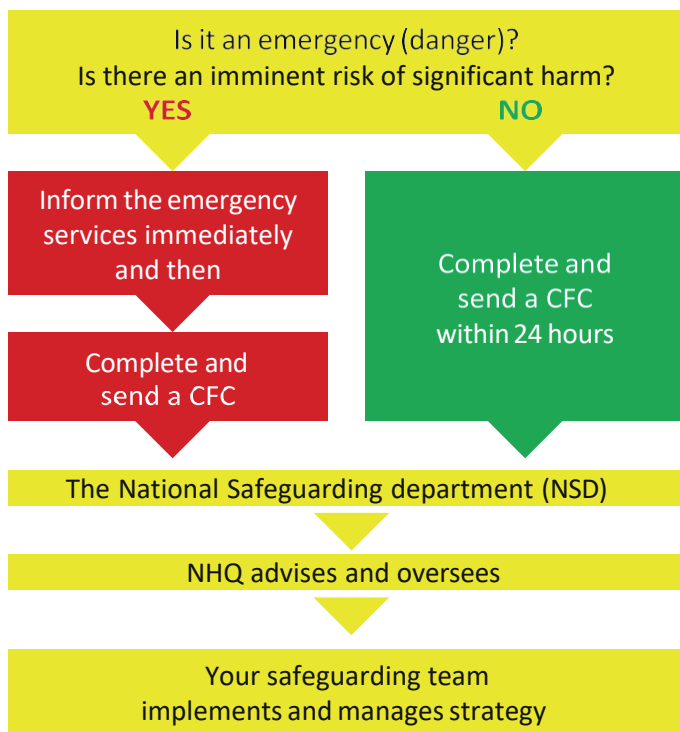 Is it an emergency (danger)?
Is there an imminent risk of significant harm?
YES
NO
Inform the emergency
services immediately
and then
Complete and
send a CFC
Complete and
send a CFC
within 24 hours
The National Safeguarding department (NSD)
NHQ advises and oversees
Your safeguarding team
implements and manages strategy